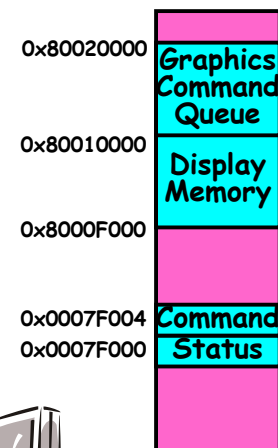 0x80020000
Graphics
Command
Queue
0x80010000
Display
Memory
0x8000F000
0x0007F004 Command
0x0007F000 Status